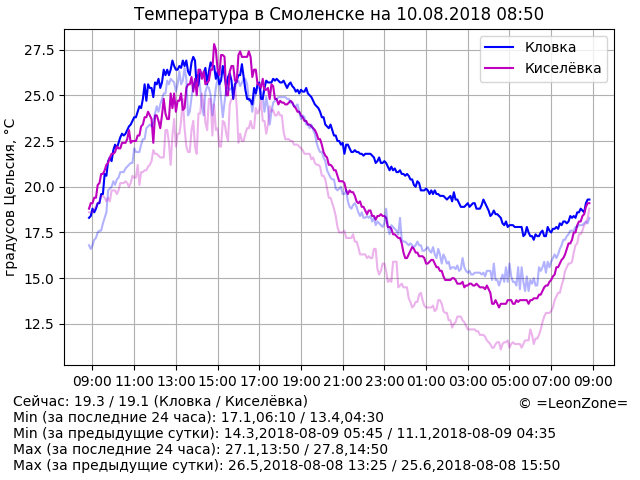 Температура в Смоленске на 10.08.2018 08:50
градусов Цельсия, °C
27.5
25.0
22.5
20.0
17.5
15.0
12.5
Кловка
Киселёвка
09:00 11:00 13:00 15:00 17:00 19:00 21:00 23:00 01:00 03:00 05:00 07:00 09:00
Сейчас: 19.3 / 19.1 (Кловка / Киселёвка)
© =LeonZone=
Min (за последние 24 часа): 17.1,06:10 / 13.4,04:30
Min (за предыдущие сутки): 14.3,2018-08-09 05:45 / 11.1,2018-08-09 04:35
Max (за последние 24 часа): 27.1,13:50 / 27.8,14:50
Max (за предыдущие сутки): 26.5,2018-08-08 13:25 / 25.6,2018-08-08 15:50